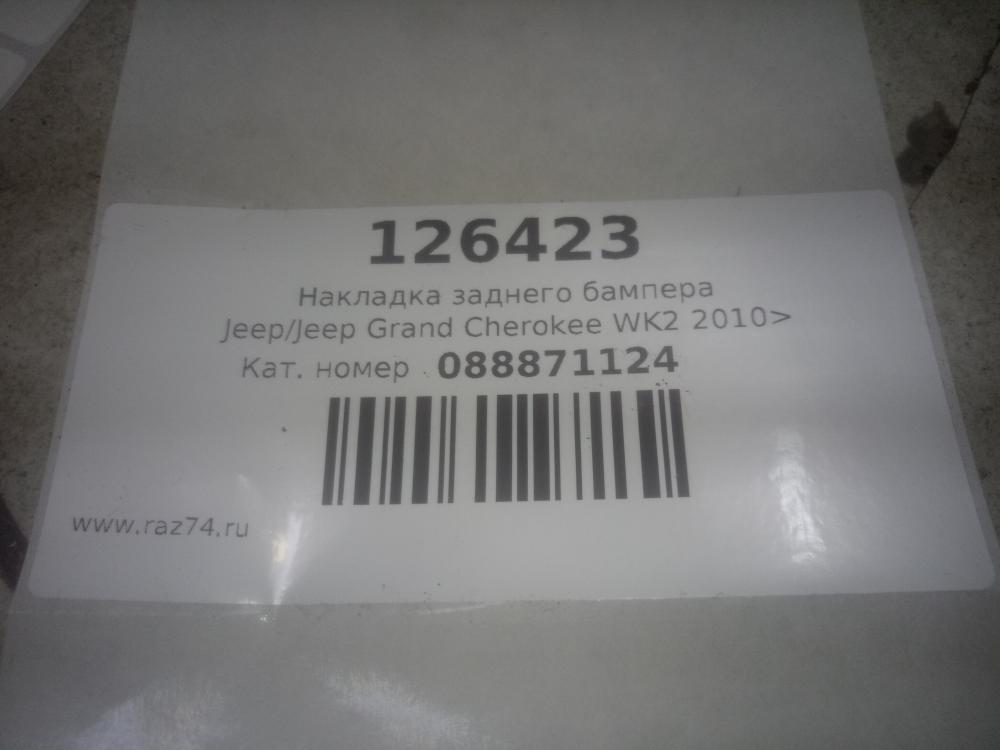 126423
Накладка заднего бампера
Jeep/Jeep Grand Cherokee WK2 2010>
Кат. номер 088871124
www.raz74.ru